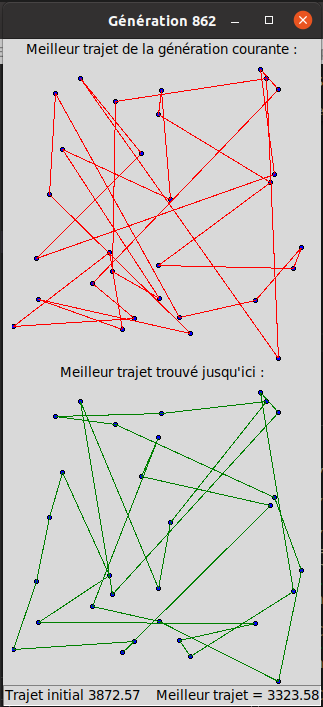 Génération 862
Meilleur trajet de la génération courante :
Meilleur trajet trouvé jusqu'ici :
Trajet initial 3872.57 Meilleur trajet = 3323.58